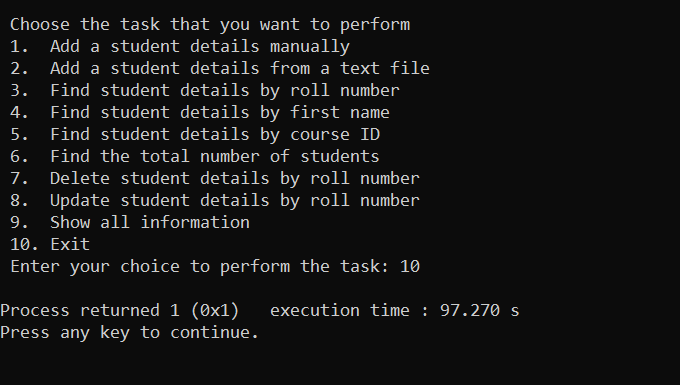 Choose the task that you want to perform
1.  Add a student details manually
2.  Add a student details from a text file
3.  Find student details by roll number
4.  Find student details by first name
5.  Find student details by course ID
6.  Find the total number of students
7.  Delete student details by roll number
8.  Update student details by roll number
9.  Show all information
10. Exit
Enter your choice to perform the task: 10
Process returned 1 (0x1)   execution time : 97.270 s
Press any key to continue.